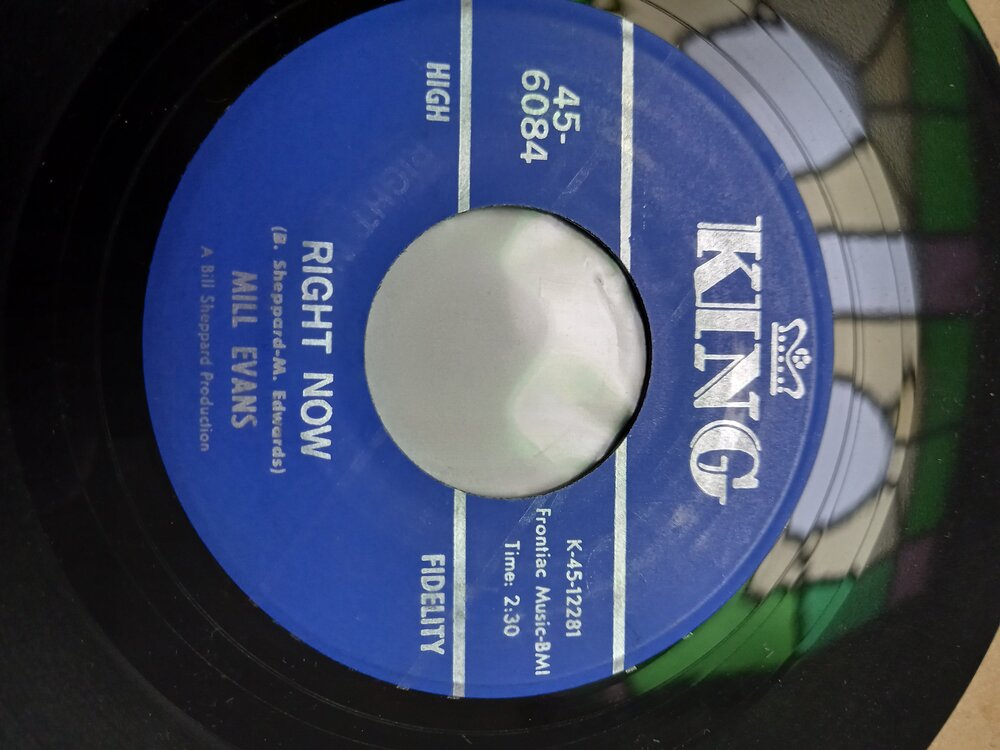 KING
45-
6084
K-45-12281
Frontiac Music-BMI
Time: 2:30
HIGH
FIDELITY
RIGHT NOW
(B. Sheppard-M. Edwards)
MILL EVANS
A Bill Sheppard Production